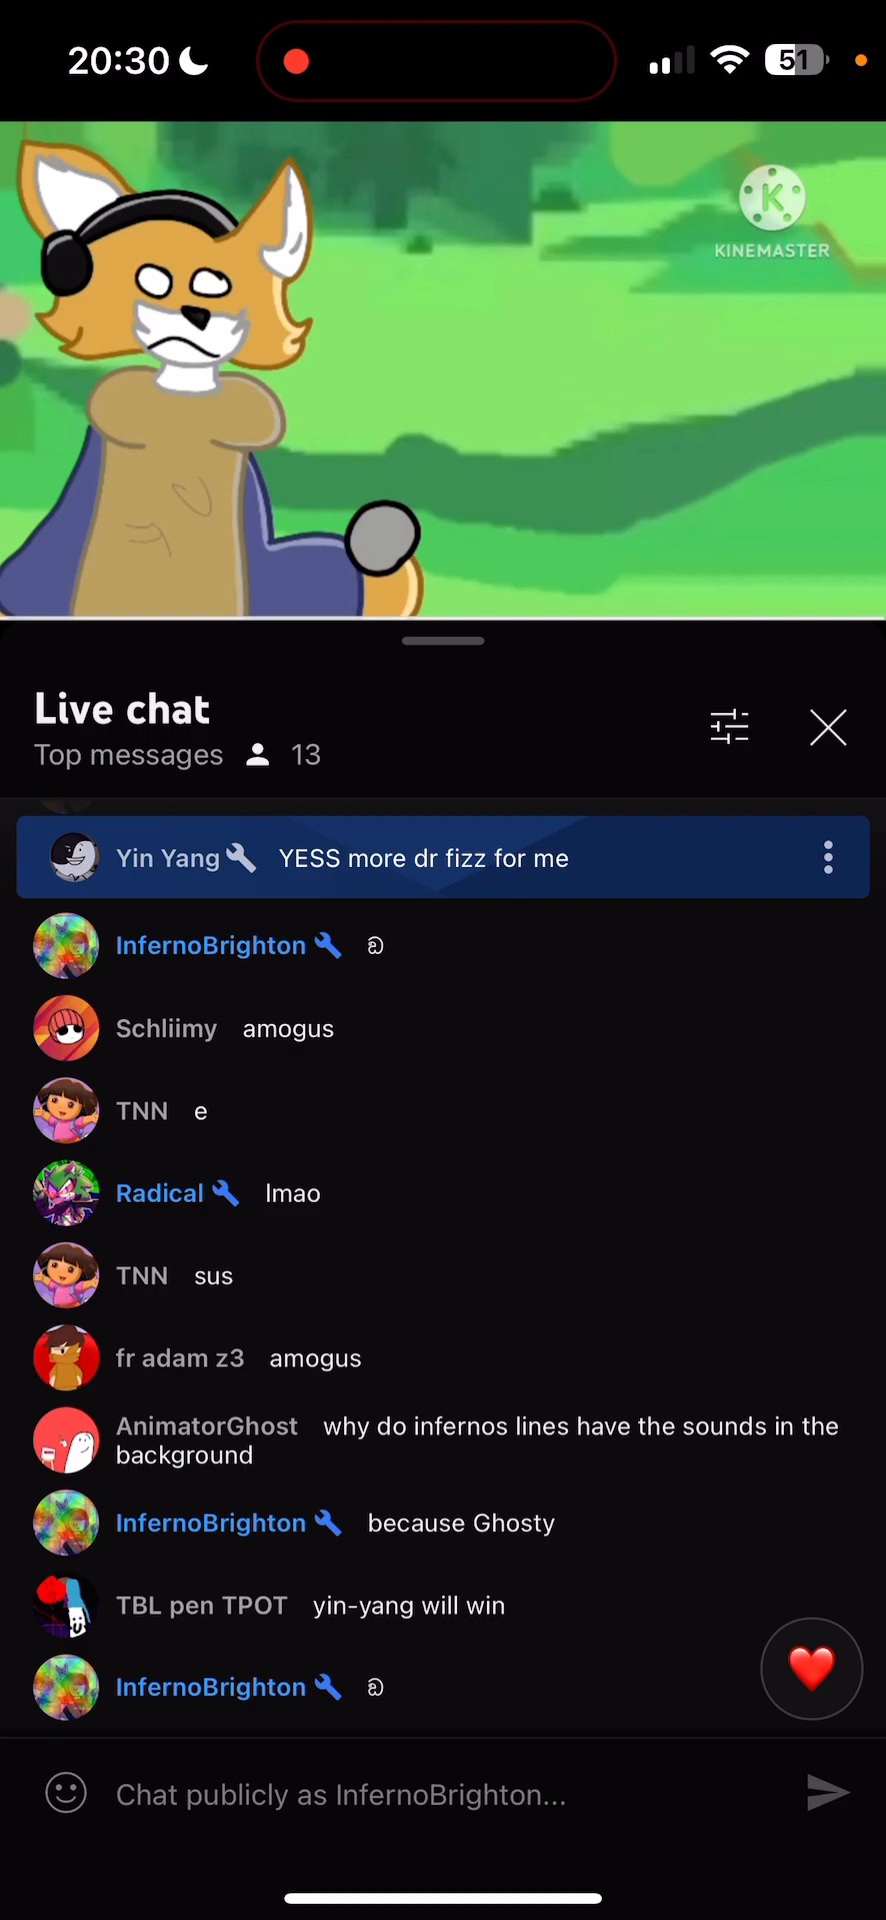 20:30
51
K
KINEMASTER
Live chat
Top messages 13
Yin Yang YESS more dr fizz for me
InfernoBrighton ඞ
Schliimy amogus
TNN e
Radical lmao
TNN sus
fr adam z3 amogus
AnimatorGhost why do infernos lines have the sounds in the
background
InfernoBrighton because Ghosty
TBL pen TPOT yin-yang will win
InfernoBrighton ඞ
Chat publicly as InfernoBrighton...